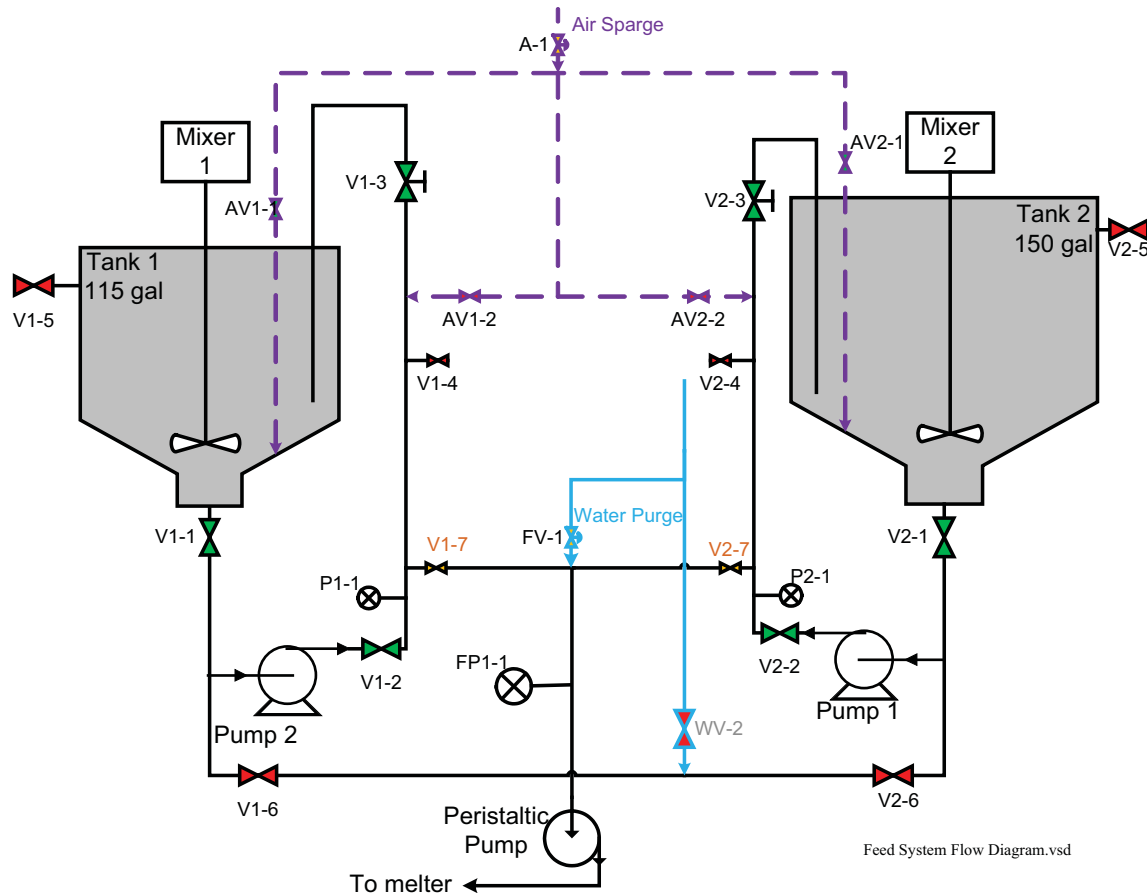 Air Sparge
A-1
Mixer
1
Mixer
2
AV2-1
V1-3
V2-3
AV1-1
Tank 1
115 gal
Tank 2
150 gal
V2-5
V1-5
AV1-2
AV2-2
V1-4
V2-4
Water Purge
V1-1
FV-1
V2-1
V1-7
V2-7
P1-1
P2-1
FP1-1
V1-2
V2-2
Pump 2
Pump 1
WV-2
V1-6
V2-6
Peristaltic
Pump
Feed System Flow Diagram.vsd
To melter